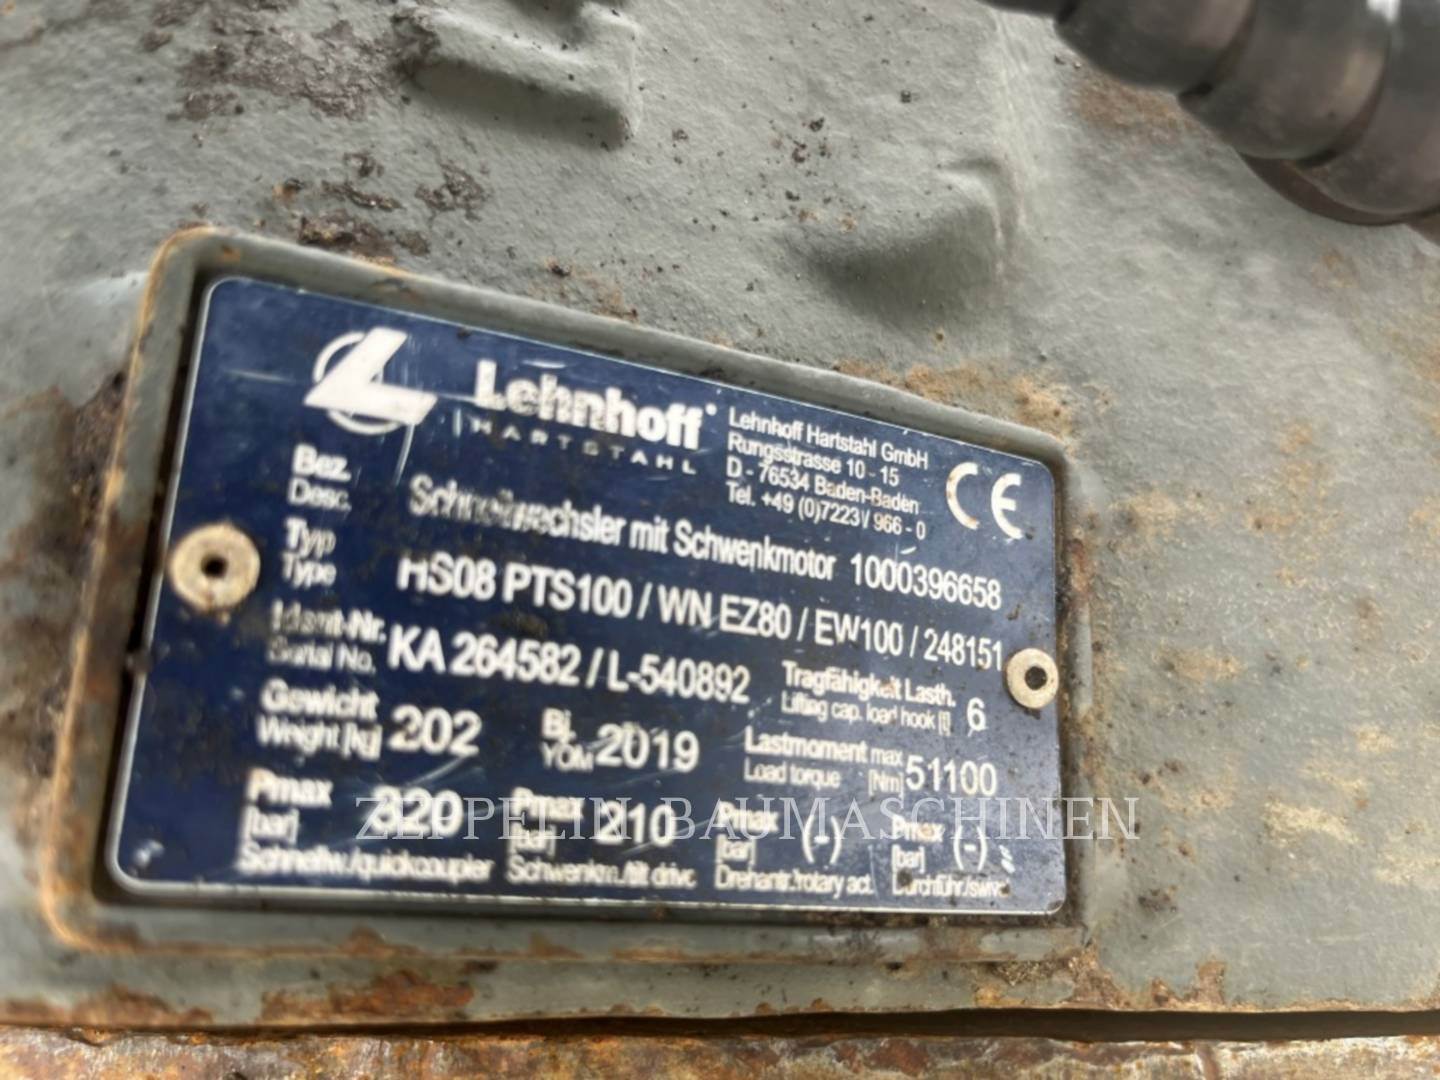 Lehnhoff
HARTSTAHL
Lehnhoff Hartstahl GmbH
Rungsstrasse 10 - 15
D - 76534 Baden-Baden
Tel. +49 (0)7223 / 966 - 0
CE
Bez. Desc. Schnellwechsler mit Schwenkmotor 1000396658
Typ Type HS08 PTS100 / WN EZ80 / EW100 / 248151
Ident-Nr. Serial No. KA 264582 / L-540892
Tragfähigkeit Lasth. Lifting cap. load hook [t] 6
Gewicht Weight [kg] 202
Bj. YOM 2019
Lastmoment max Load torque [Nm] 51100
Pmax [bar] 320 Schnellw./quickcoupler
Pmax [bar] 210 Schwenkm./tilt drive
Pmax [bar] (-) Drehantr./rotary act.
Pmax [bar] (-) Durchführ./swivel
ZEPPELIN BAUMASCHINEN